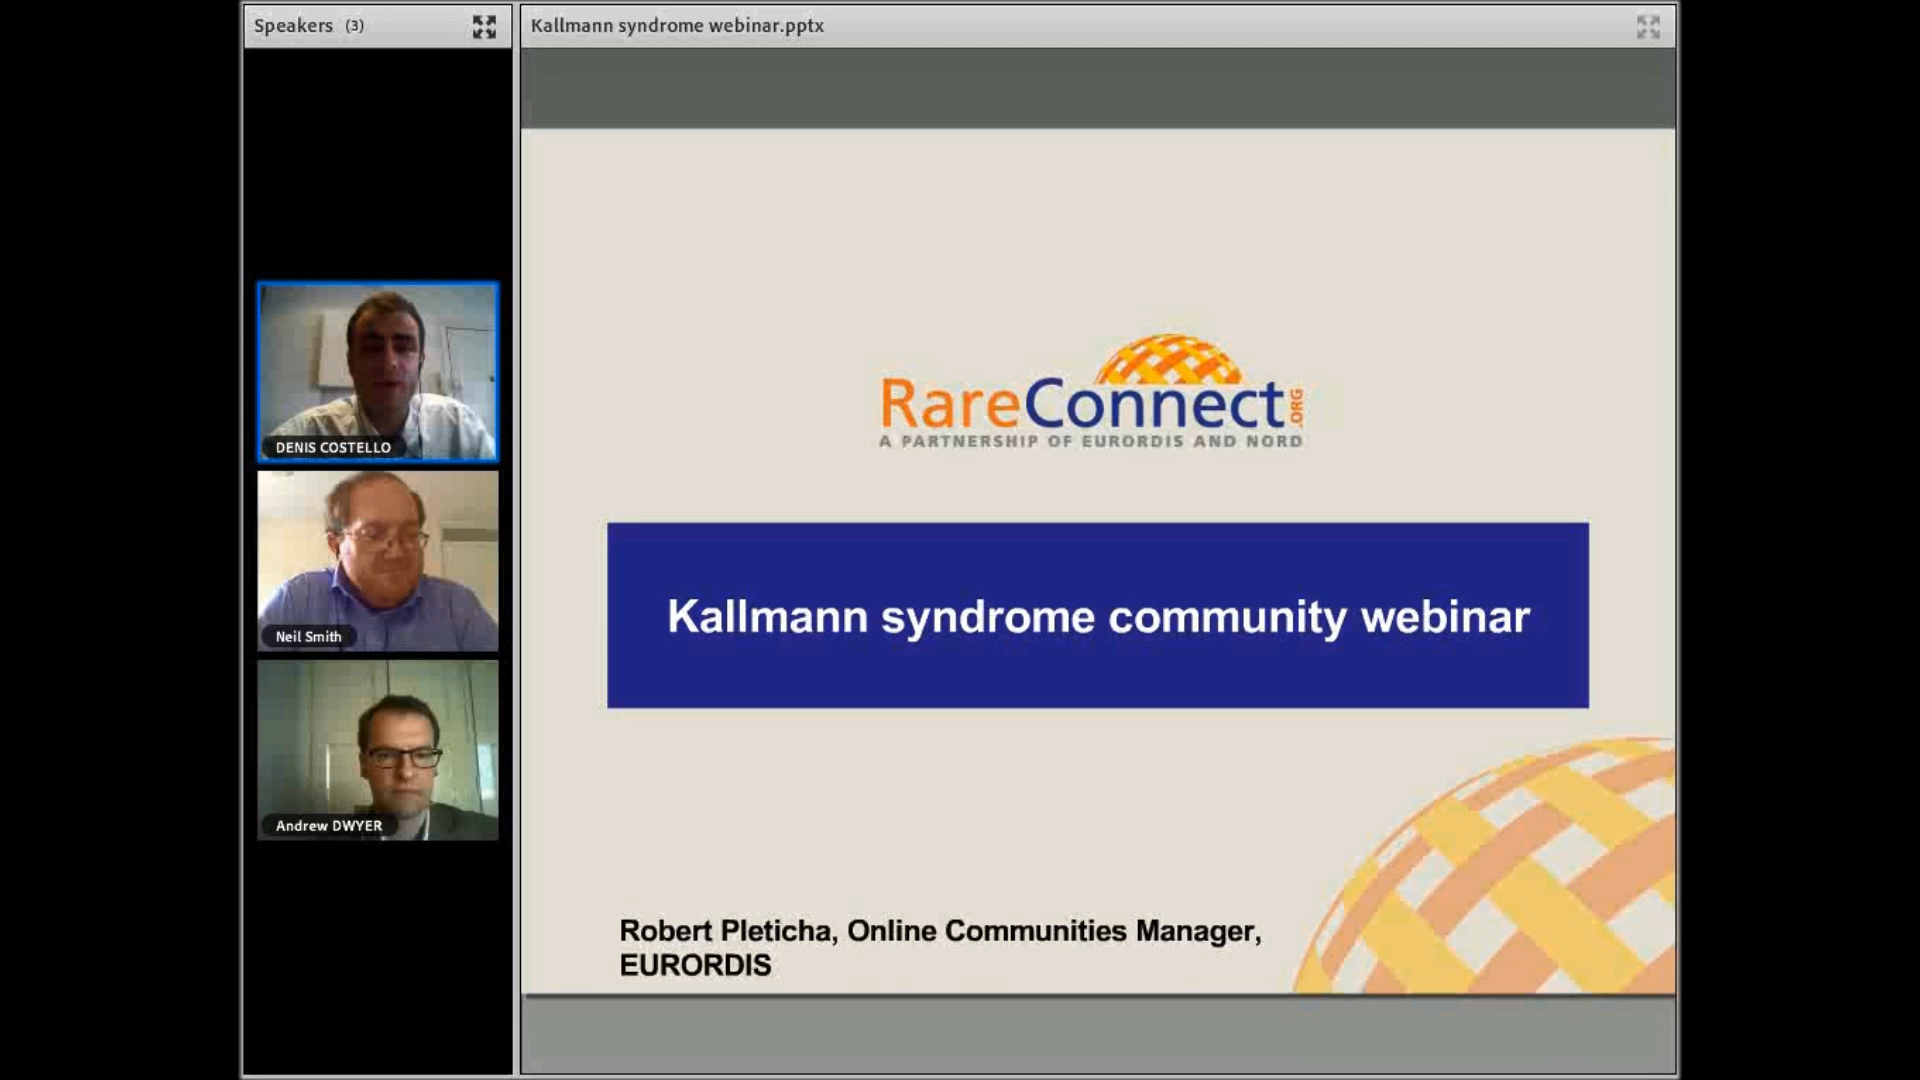 Speakers (3)
Kallmann syndrome webinar.pptx
DENIS COSTELLO
Neil Smith
Andrew DWYER
RareConnect.ORG
A PARTNERSHIP OF EURORDIS AND NORD
Kallmann syndrome community webinar
Robert Pleticha, Online Communities Manager,
EURORDIS